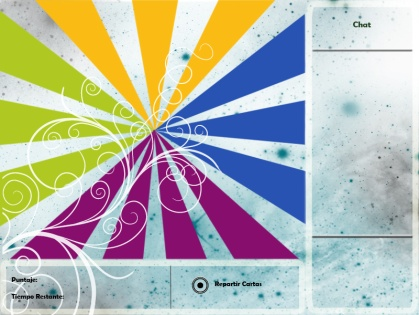 Chat
Puntaje:
Repartir Cartas
Tiempo Restante: